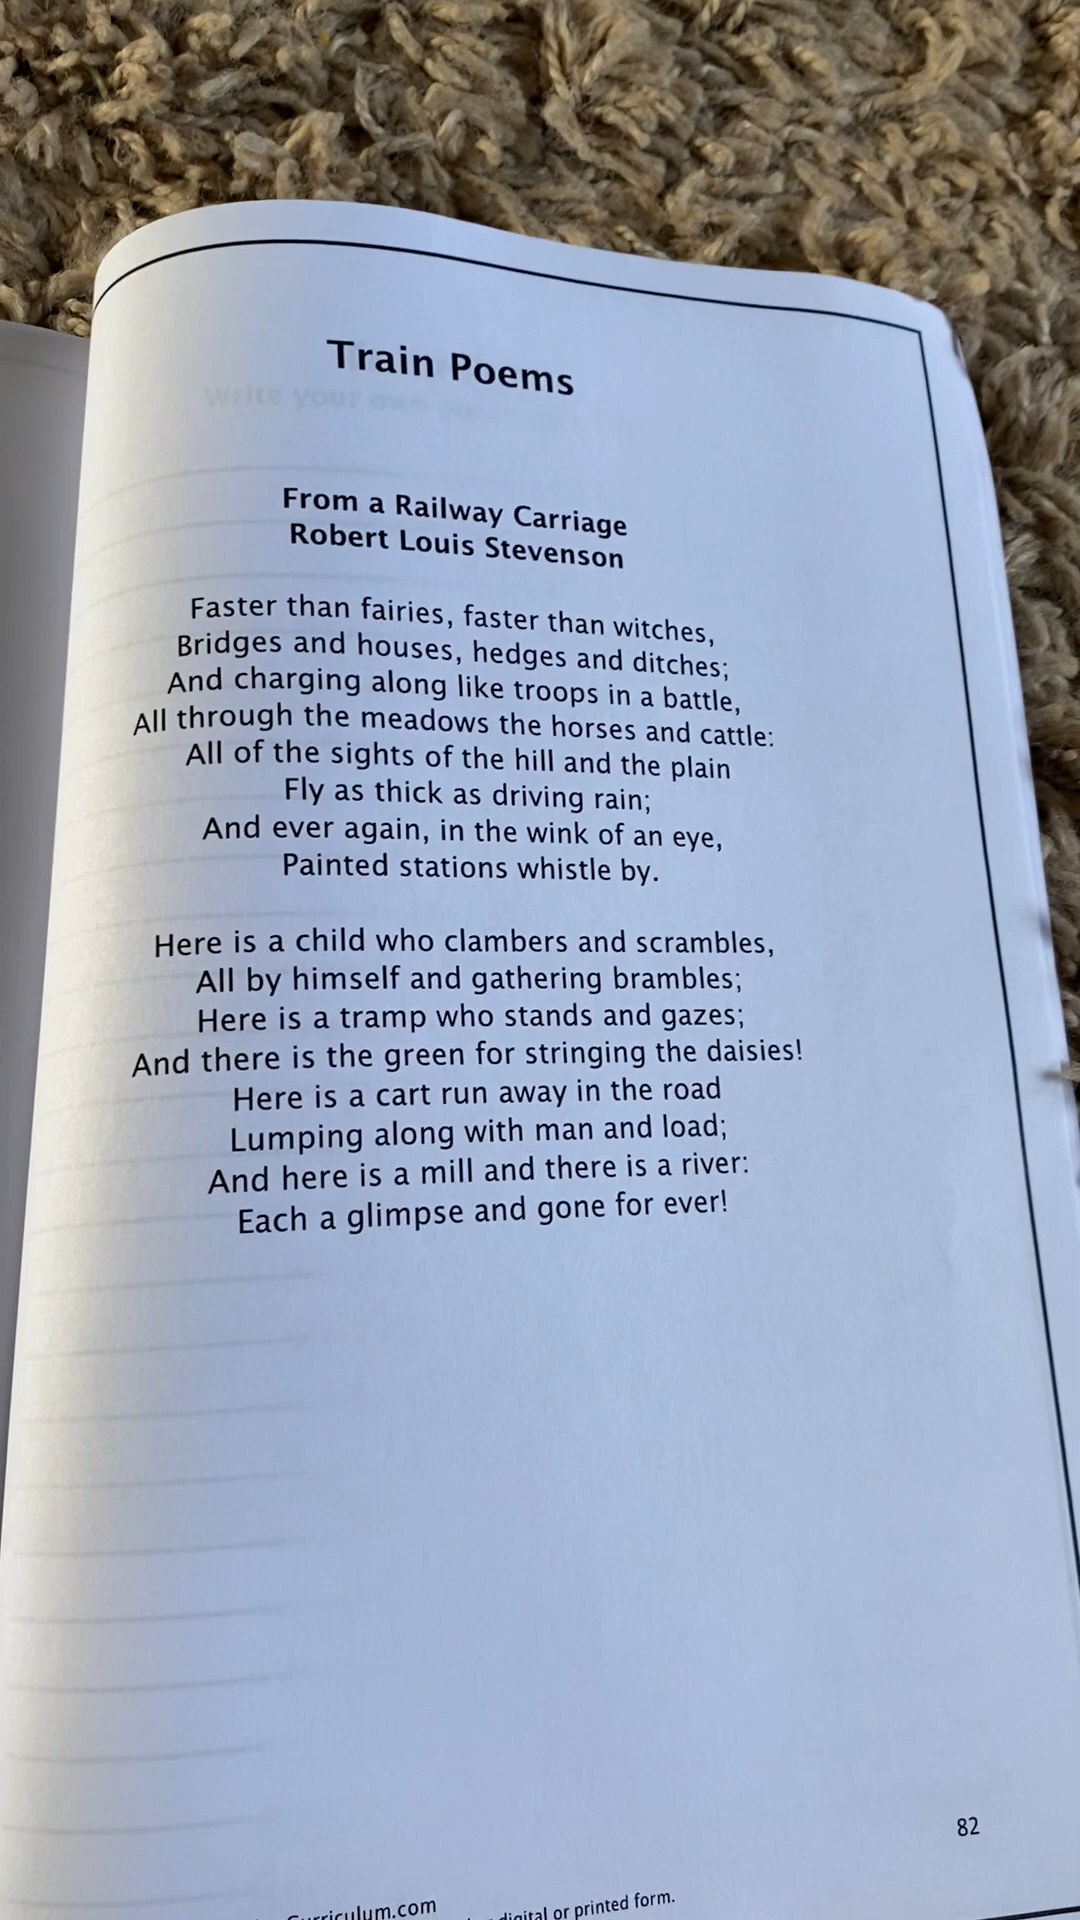 Train Poems
Write your own
From a Railway Carriage
Robert Louis Stevenson
Faster than fairies, faster than witches,
Bridges and houses, hedges and ditches;
And charging along like troops in a battle,
All through the meadows the horses and cattle:
All of the sights of the hill and the plain
Fly as thick as driving rain;
And ever again, in the wink of an eye,
Painted stations whistle by.
Here is a child who clambers and scrambles,
All by himself and gathering brambles;
Here is a tramp who stands and gazes;
And there is the green for stringing the daisies!
Here is a cart run away in the road
Lumping along with man and load;
And here is a mill and there is a river:
Each a glimpse and gone for ever!
82
Curriculum.com
digital or printed form.